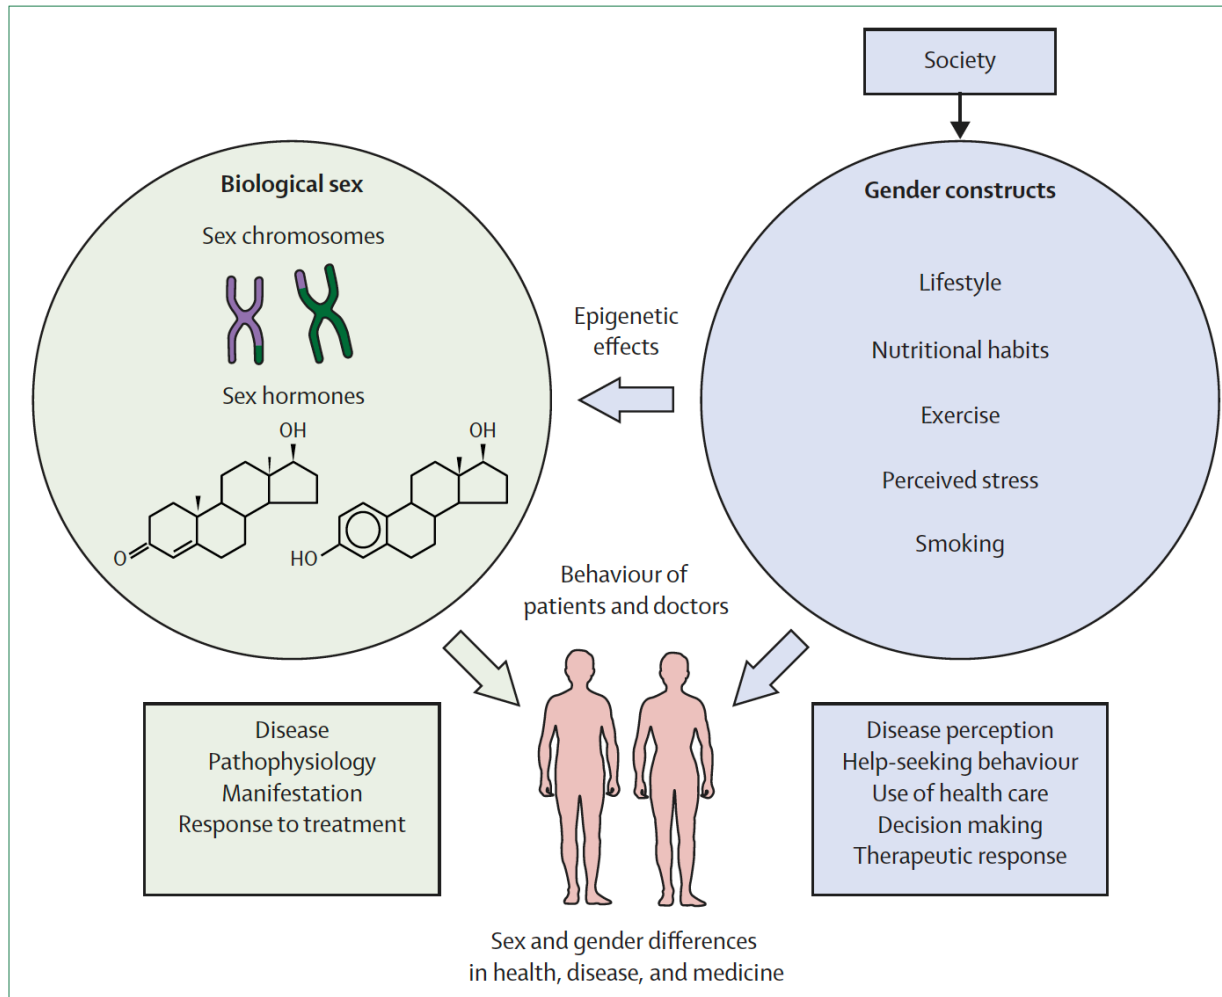 Society
Biological sex
Sex chromosomes
Sex hormones
OH
O
OH
HO
Epigenetic
effects
Gender constructs
Lifestyle
Nutritional habits
Exercise
Perceived stress
Smoking
Behaviour of
patients and doctors
Disease
Pathophysiology
Manifestation
Response to treatment
Disease perception
Help-seeking behaviour
Use of health care
Decision making
Therapeutic response
Sex and gender differences
in health, disease, and medicine